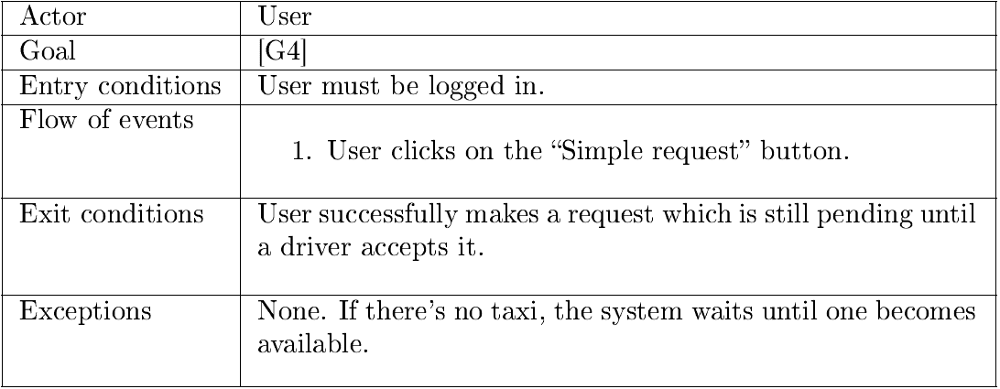 Actor User
Goal [G4]
Entry conditions User must be logged in.
Flow of events
1. User clicks on the “Simple request” button.
Exit conditions User successfully makes a request which is still pending until
a driver accepts it.
Exceptions None. If there’s no taxi, the system waits until one becomes
available.